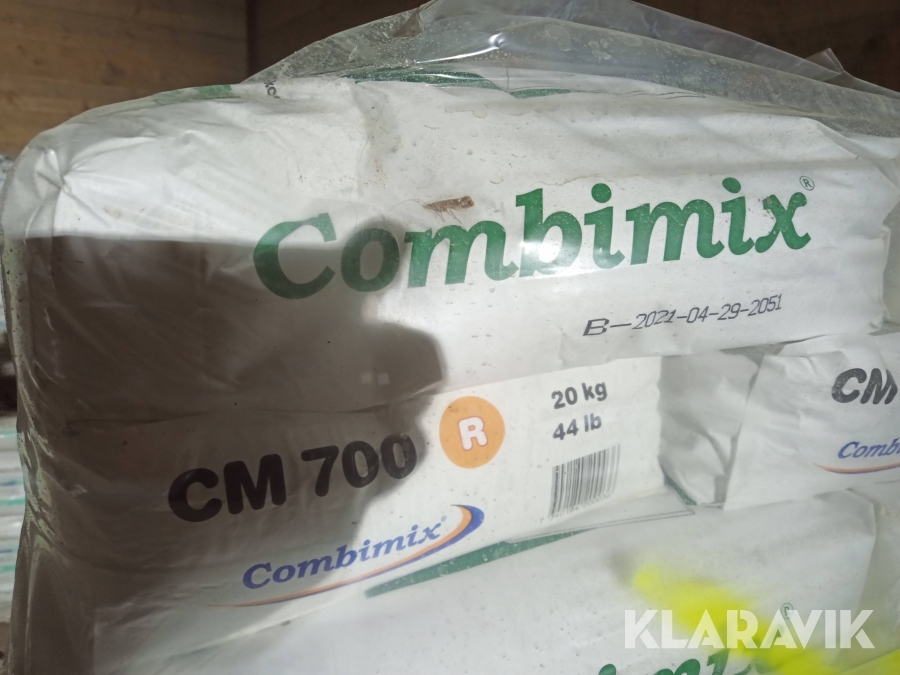 Combimix®
B-2021-04-29-2051
CM 700
R
20 kg
44 lb
Combimix
CM
Combi
KLARAVIK